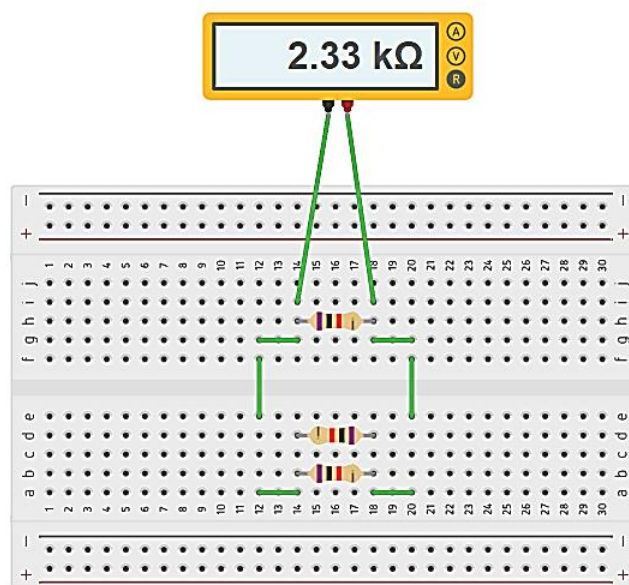 2.33 kΩ
A
V
R
− −
+ +
1 2 3 4 5 6 7 8 9 10 11 12 13 14 15 16 17 18 19 20 21 22 23 24 25 26 27 28 29 30
j j
i i
h h
g g
f f
e e
d d
c c
b b
a a
1 2 3 4 5 6 7 8 9 10 11 12 13 14 15 16 17 18 19 20 21 22 23 24 25 26 27 28 29 30
− −
+ +